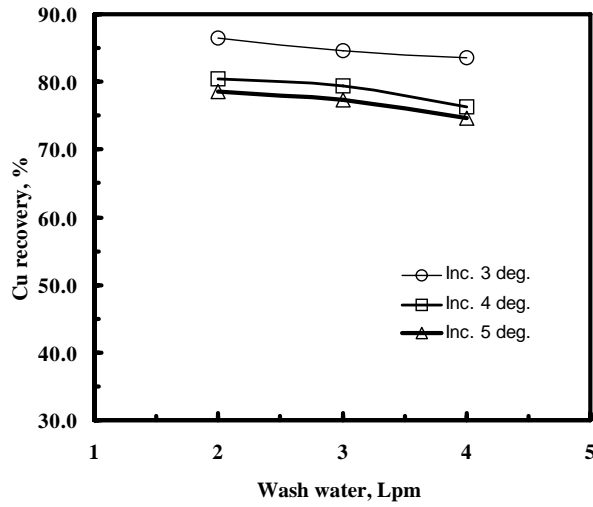 90.0
80.0
70.0
60.0
50.0
40.0
30.0
Cu recovery, %
Inc. 3 deg.
Inc. 4 deg.
Inc. 5 deg.
1 2 3 4 5
Wash water, Lpm